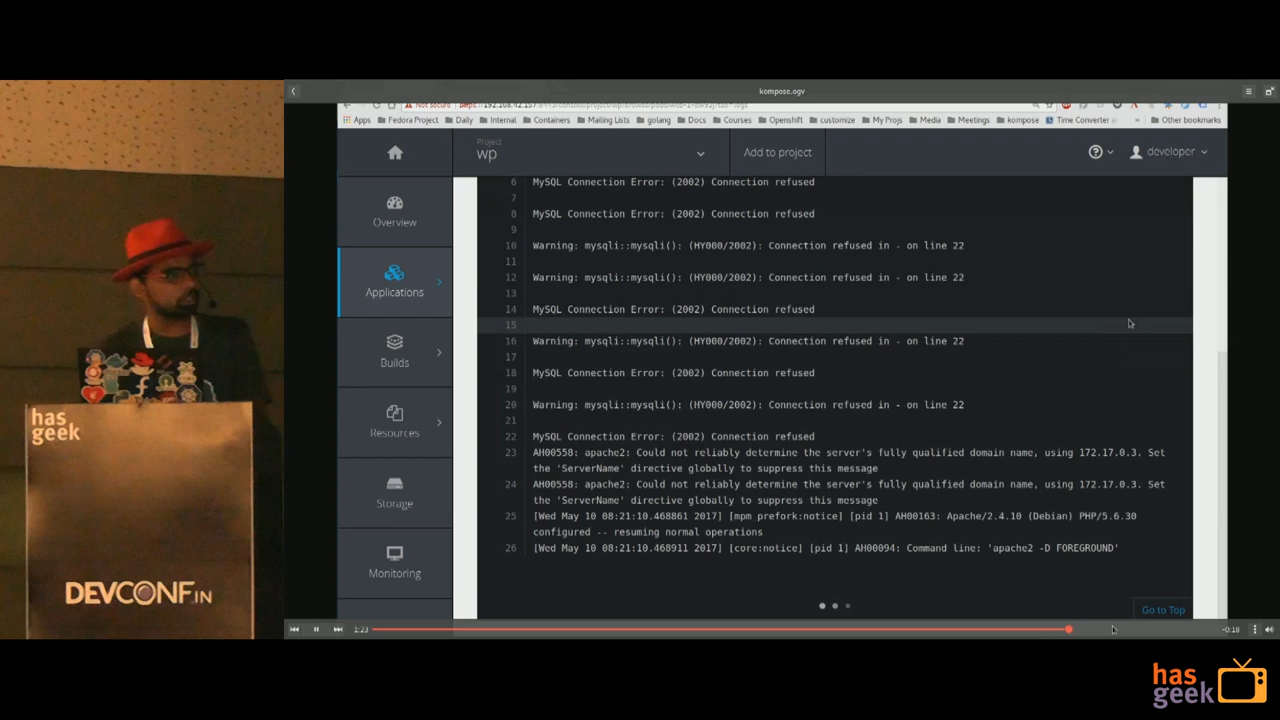 kompose.ogv
Not secure
Apps Fedora Project Daily Internal Containers Mailing Lists golang Docs Courses Openshift customize My Projs Media Meetings kompose Time Converter Other bookmarks
Project
wp
Add to project
developer
Overview
Applications
Builds
Resources
Storage
Monitoring
6 MySQL Connection Error: (2002) Connection refused
7
8 MySQL Connection Error: (2002) Connection refused
9
10 Warning: mysqli::mysqli(): (HY000/2002): Connection refused in - on line 22
11
12 Warning: mysqli::mysqli(): (HY000/2002): Connection refused in - on line 22
13
14 MySQL Connection Error: (2002) Connection refused
15
16 Warning: mysqli::mysqli(): (HY000/2002): Connection refused in - on line 22
17
18 MySQL Connection Error: (2002) Connection refused
19
20 Warning: mysqli::mysqli(): (HY000/2002): Connection refused in - on line 22
21
22 MySQL Connection Error: (2002) Connection refused
23 AH00558: apache2: Could not reliably determine the server's fully qualified domain name, using 172.17.0.3. Set
the 'ServerName' directive globally to suppress this message
24 AH00558: apache2: Could not reliably determine the server's fully qualified domain name, using 172.17.0.3. Set
the 'ServerName' directive globally to suppress this message
25 [Wed May 10 08:21:10.468861 2017] [mpm_prefork:notice] [pid 1] AH00163: Apache/2.4.10 (Debian) PHP/5.6.30
configured -- resuming normal operations
26 [Wed May 10 08:21:10.468911 2017] [core:notice] [pid 1] AH00094: Command line: 'apache2 -D FOREGROUND'
Go to Top
1:23
-0:18
has
geek
DEVCONF.IN
has
geek